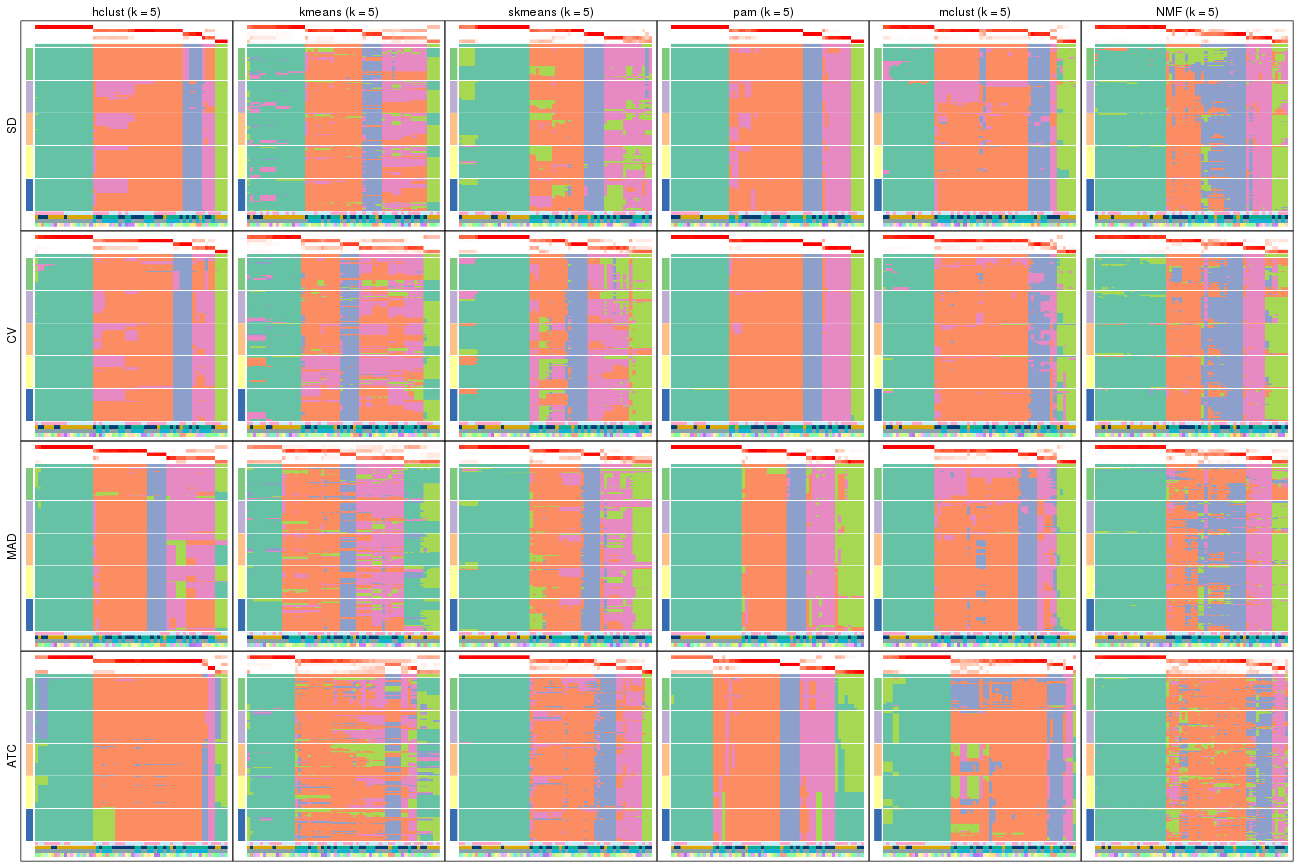 hclust (k = 5) kmeans (k = 5) skmeans (k = 5) pam (k = 5) mclust (k = 5) NMF (k = 5)
SD
CV
MAD
ATC